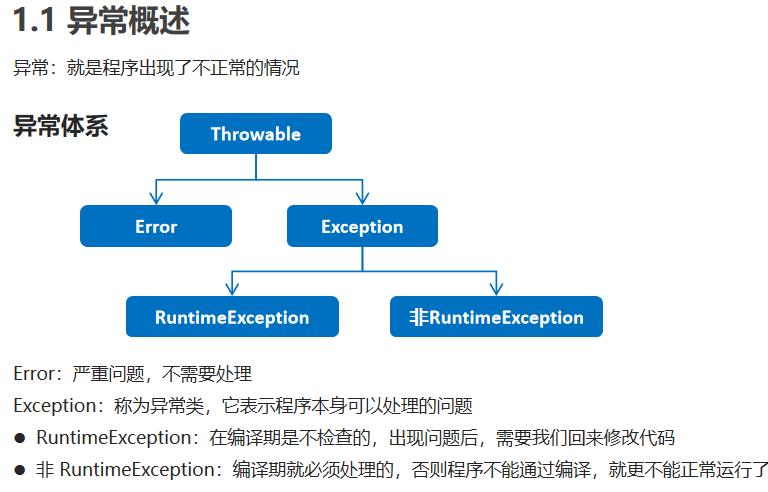 1.1 异常概述
异常：就是程序出现了不正常的情况
异常体系
Throwable
Error
Exception
RuntimeException
非RuntimeException
Error：严重问题，不需要处理
Exception：称为异常类，它表示程序本身可以处理的问题
● RuntimeException：在编译期是不检查的，出现问题后，需要我们回来修改代码
● 非 RuntimeException：编译期就必须处理的，否则程序不能通过编译，就更不能正常运行了